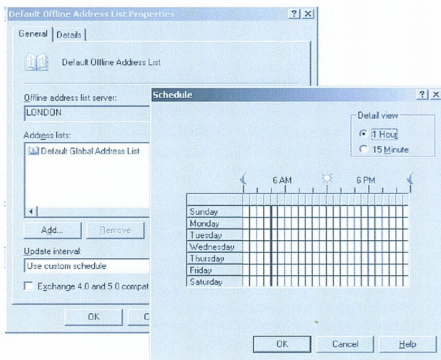 Default Offline Address List Properties
General
Details
Default Offline Address List
Offline address list server:
LONDON
Address lists:
Default Global Address List
Add...
Remove
Update interval:
Use custom schedule
Exchange 4.0 and 5.0 compat
OK
C
Schedule
Detail view
1 Hour
15 Minute
6 AM
6 PM
Sunday
Monday
Tuesday
Wednesday
Thursday
Friday
Saturday
OK
Cancel
Help